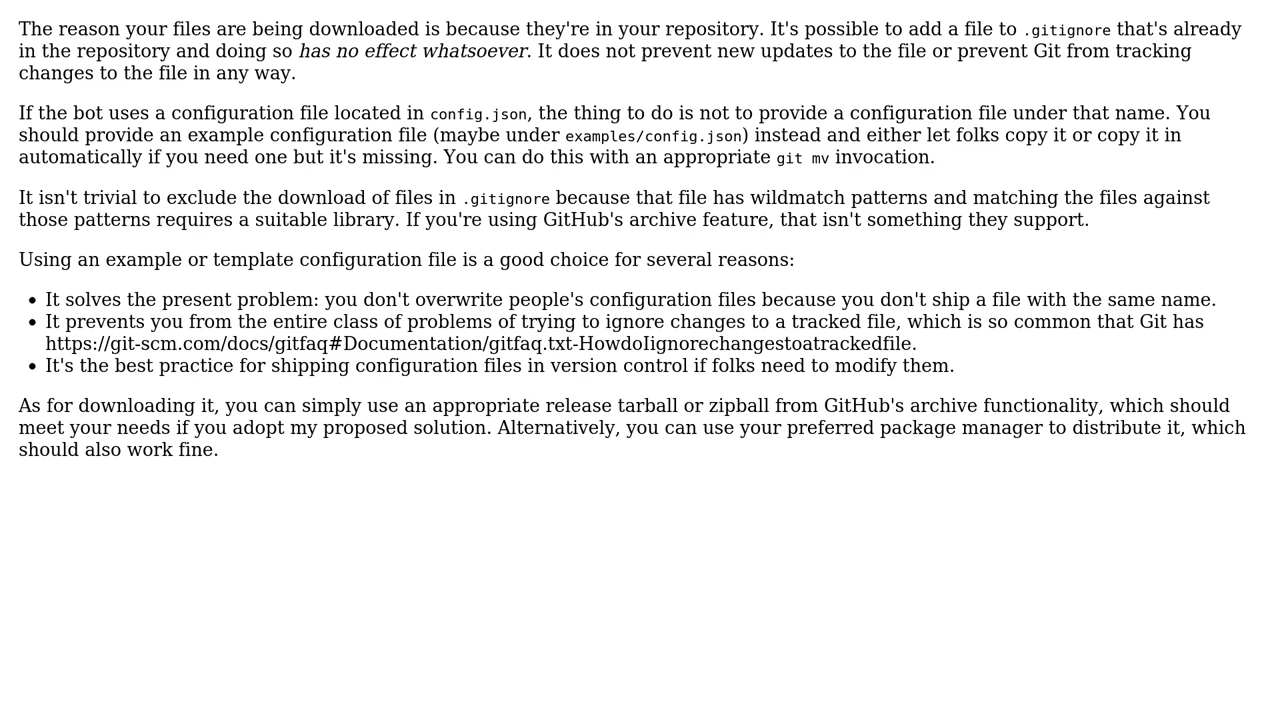 The reason your files are being downloaded is because they're in your repository. It's possible to add a file to .gitignore that's already
in the repository and doing so has no effect whatsoever. It does not prevent new updates to the file or prevent Git from tracking
changes to the file in any way.
If the bot uses a configuration file located in config.json, the thing to do is not to provide a configuration file under that name. You
should provide an example configuration file (maybe under examples/config.json) instead and either let folks copy it or copy it in
automatically if you need one but it's missing. You can do this with an appropriate git mv invocation.
It isn't trivial to exclude the download of files in .gitignore because that file has wildmatch patterns and matching the files against
those patterns requires a suitable library. If you're using GitHub's archive feature, that isn't something they support.
Using an example or template configuration file is a good choice for several reasons:
• It solves the present problem: you don't overwrite people's configuration files because you don't ship a file with the same name.
• It prevents you from the entire class of problems of trying to ignore changes to a tracked file, which is so common that Git has
https://git-scm.com/docs/gitfaq#Documentation/gitfaq.txt-HowdoIignorechangestoatrackedfile.
• It's the best practice for shipping configuration files in version control if folks need to modify them.
As for downloading it, you can simply use an appropriate release tarball or zipball from GitHub's archive functionality, which should
meet your needs if you adopt my proposed solution. Alternatively, you can use your preferred package manager to distribute it, which
should also work fine.